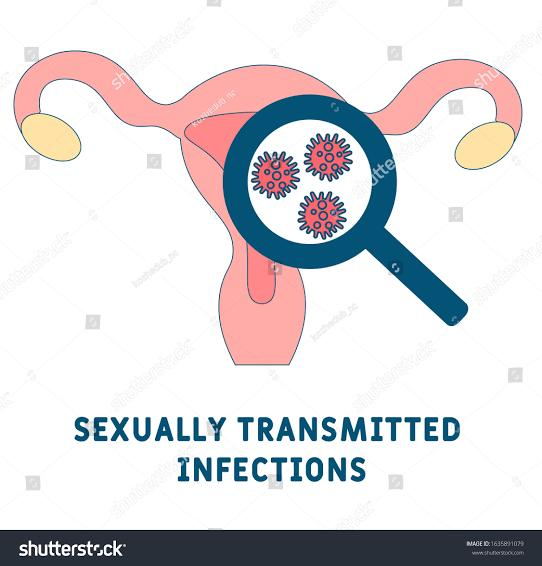 SEXUALLY TRANSMITTED
INFECTIONS
shutterstock
IMAGE ID: 1635891079
www.shutterstock.com